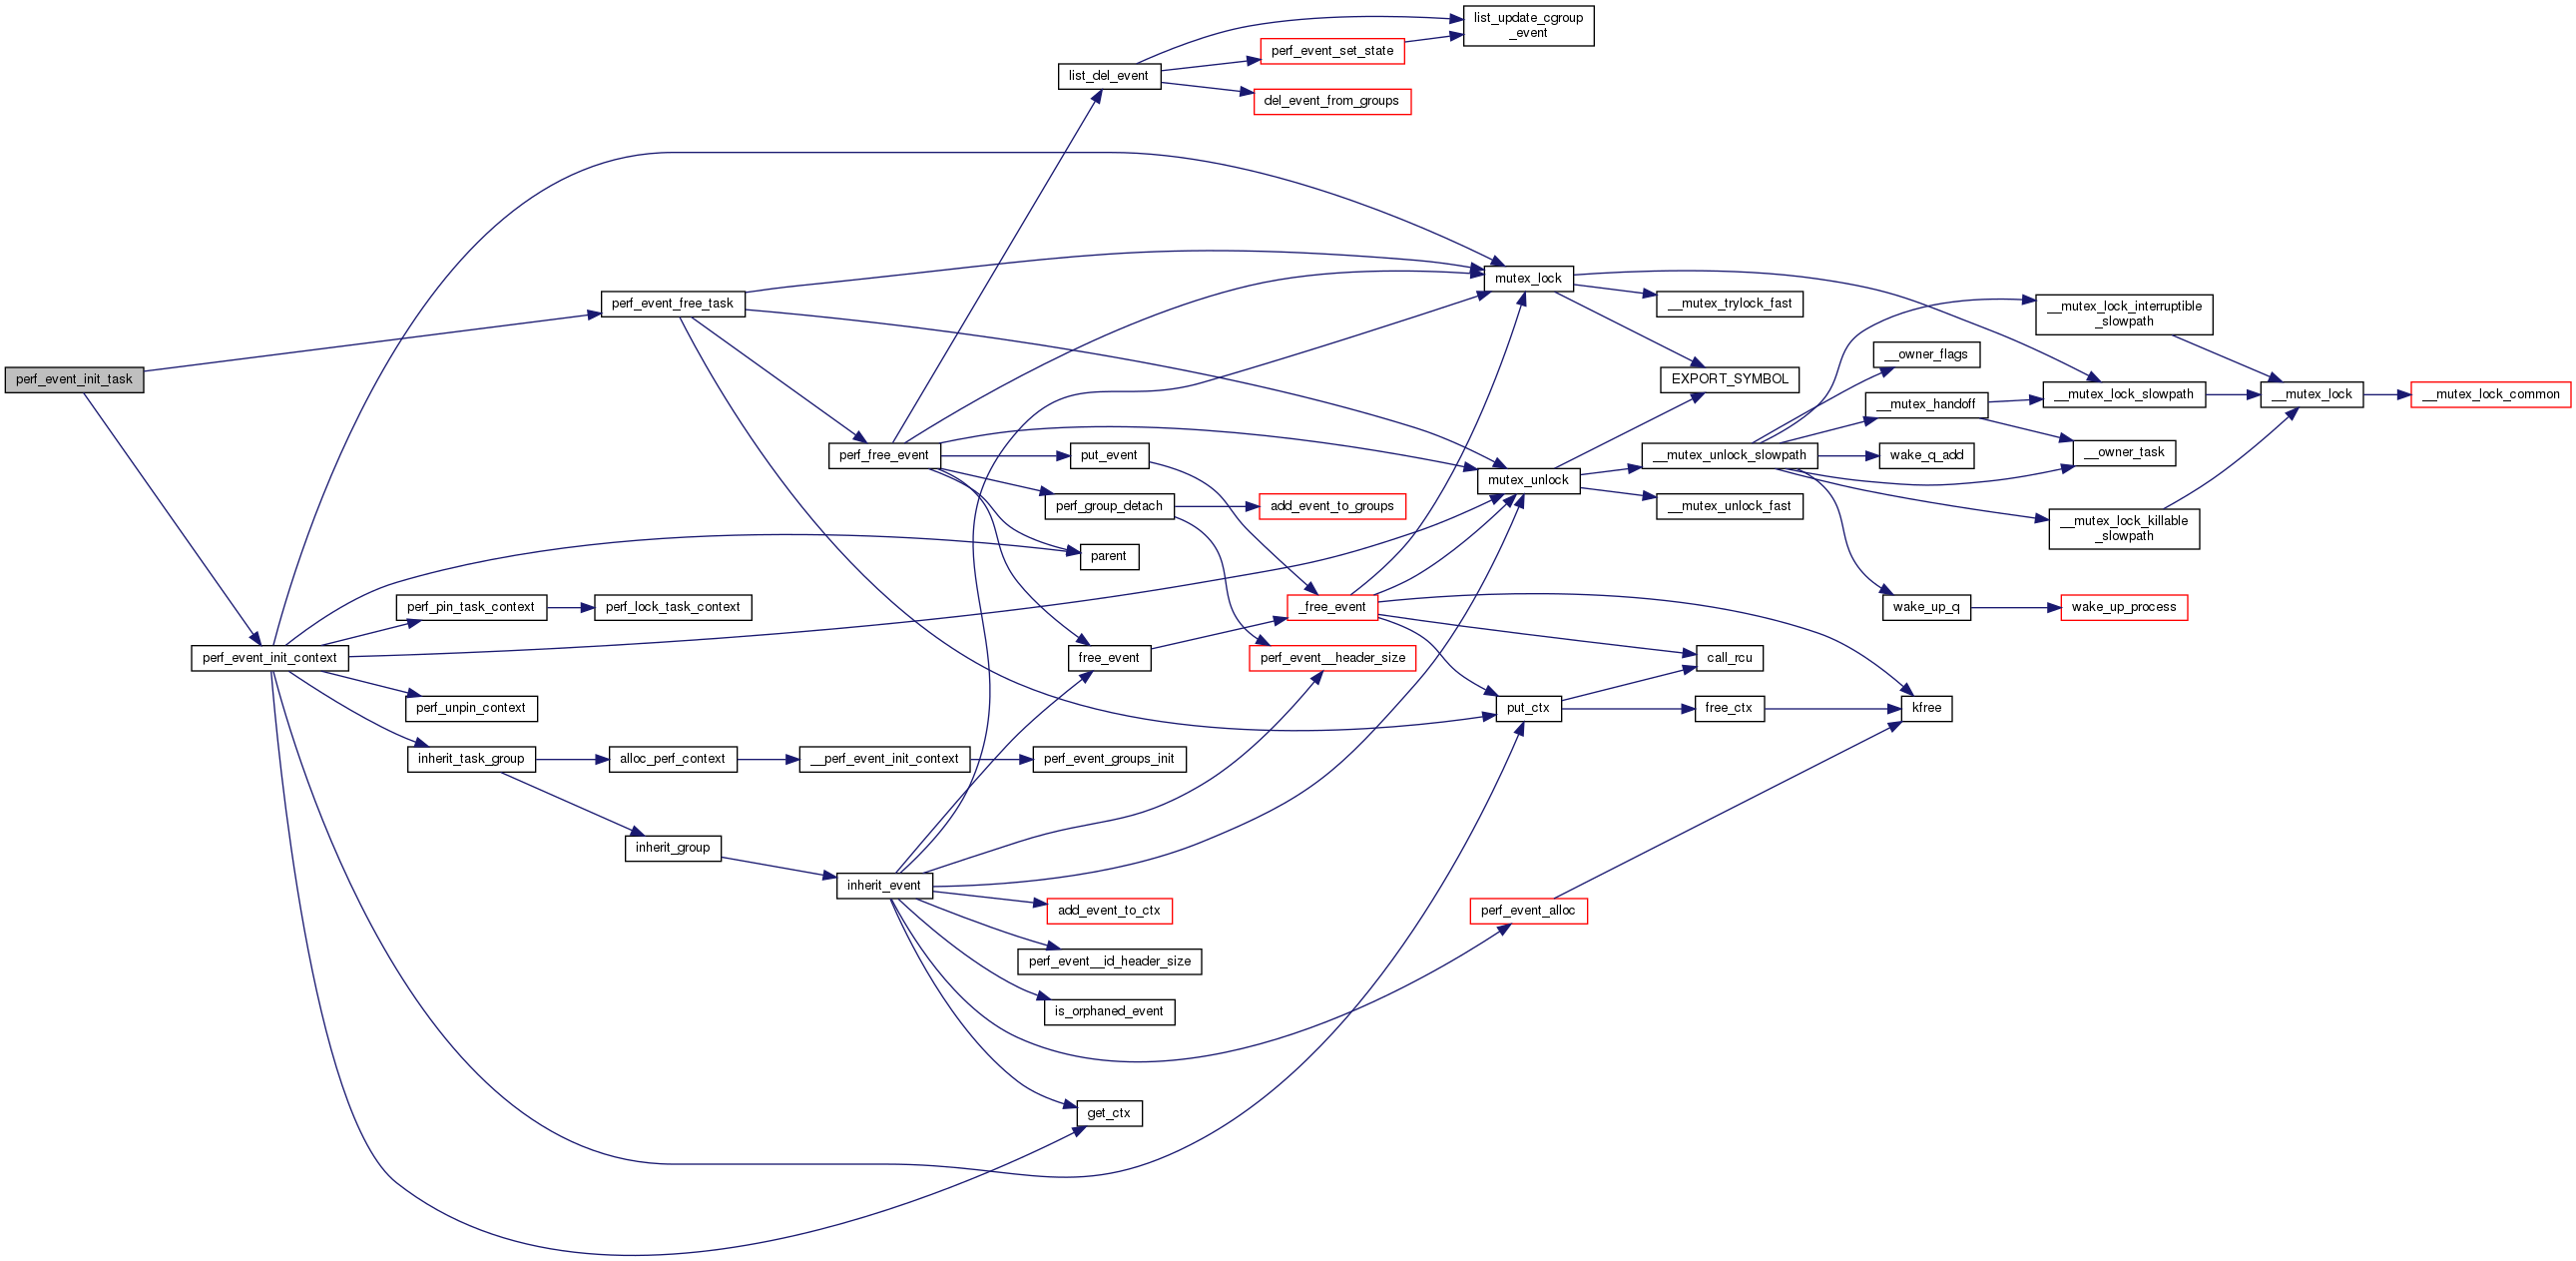 perf_event_init_task
perf_event_free_task
perf_event_init_context
perf_pin_task_context
perf_lock_task_context
perf_unpin_context
inherit_task_group
alloc_perf_context
__perf_event_init_context
perf_event_groups_init
inherit_group
inherit_event
perf_free_event
list_del_event
list_update_cgroup
_event
perf_event_set_state
del_event_from_groups
put_event
perf_group_detach
add_event_to_groups
parent
free_event
_free_event
perf_event__header_size
add_event_to_ctx
perf_event__id_header_size
is_orphaned_event
get_ctx
perf_event_alloc
mutex_lock
__mutex_trylock_fast
EXPORT_SYMBOL
mutex_unlock
__mutex_unlock_slowpath
__mutex_unlock_fast
call_rcu
put_ctx
free_ctx
kfree
__mutex_lock_interruptible
_slowpath
__owner_flags
__mutex_handoff
__mutex_lock_slowpath
__mutex_lock
__mutex_lock_common
wake_q_add
__owner_task
__mutex_lock_killable
_slowpath
wake_up_q
wake_up_process